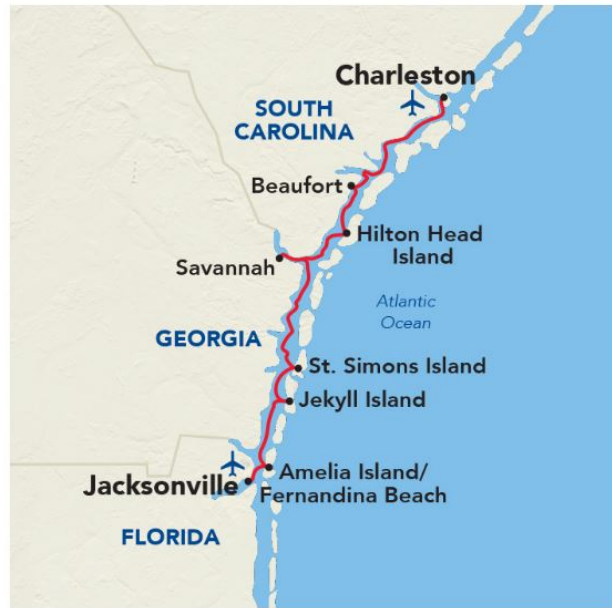 Charleston
SOUTH
CAROLINA
Beaufort
Hilton Head
Island
Savannah
Atlantic
Ocean
GEORGIA
St. Simons Island
Jekyll Island
Amelia Island/
Fernandina Beach
Jacksonville
FLORIDA